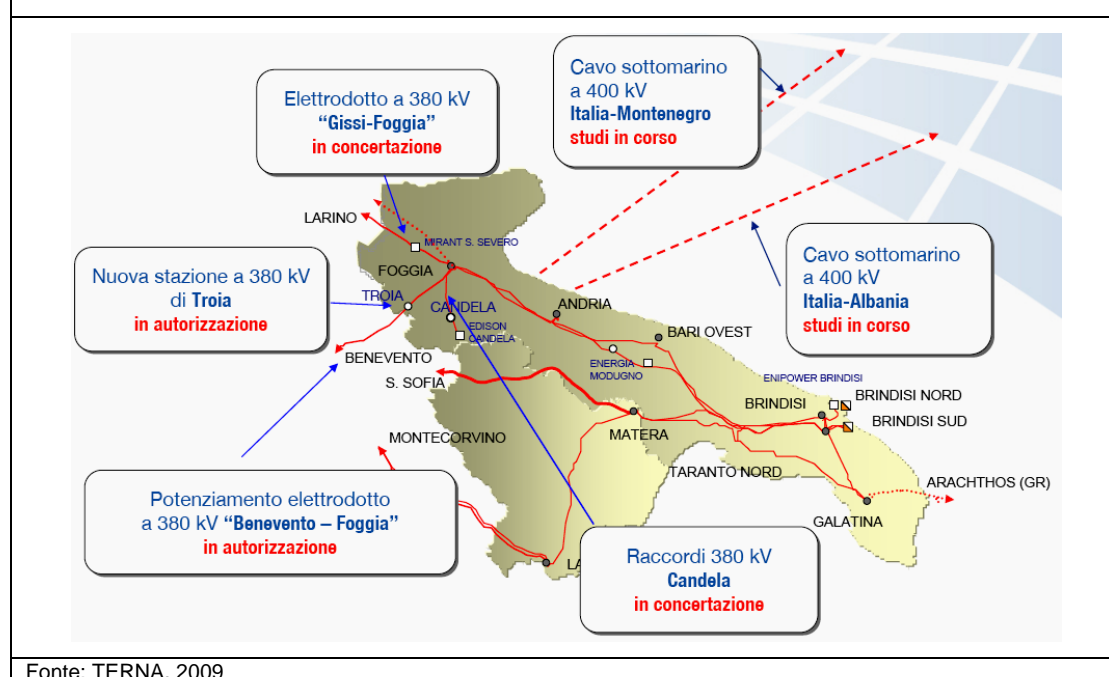 Elettrodotto a 380 kV
“Gissi-Foggia”
in concertazione
Cavo sottomarino
a 400 kV
Italia-Montenegro
studi in corso
Cavo sottomarino
a 400 kV
Italia-Albania
studi in corso
Nuova stazione a 380 kV
di Troia
in autorizzazione
LARINO
MIRANT S. SEVERO
FOGGIA
TROIA
CANDELA
EDISON
CANDELA
ANDRIA
BARI OVEST
BENEVENTO
S. SOFIA
ENERGIA
MODUGNO
ENIPOWER BRINDISI
BRINDISI
BRINDISI NORD
BRINDISI SUD
MATERA
MONTECORVINO
TARANTO NORD
ARACHTHOS (GR)
GALATINA
Potenziamento elettrodotto
a 380 kV “Benevento – Foggia”
in autorizzazione
LA
Raccordi 380 kV
Candela
in concertazione
Fonte: TERNA, 2009